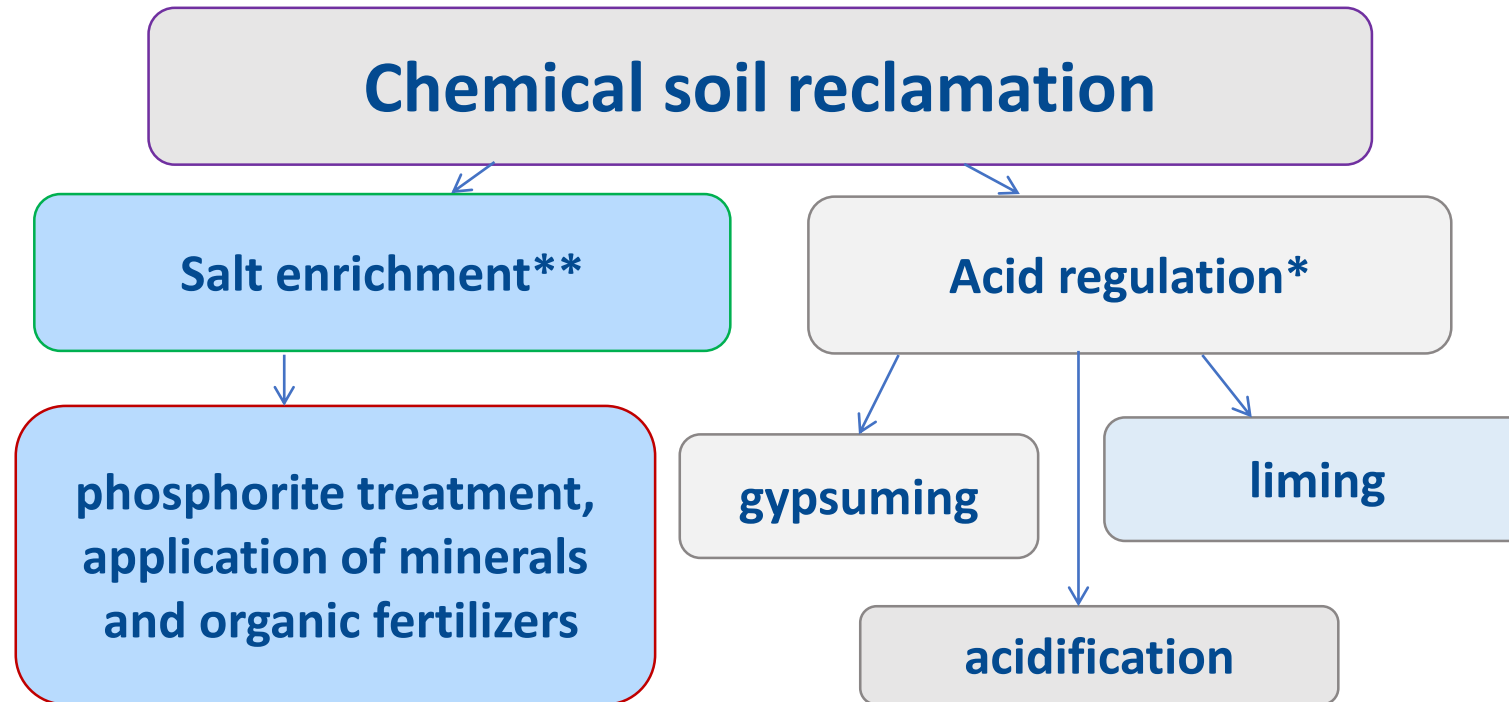 Chemical soil reclamation
Salt enrichment**
Acid regulation*
phosphorite treatment,
application of minerals
and organic fertilizers
gypsuming
liming
acidification